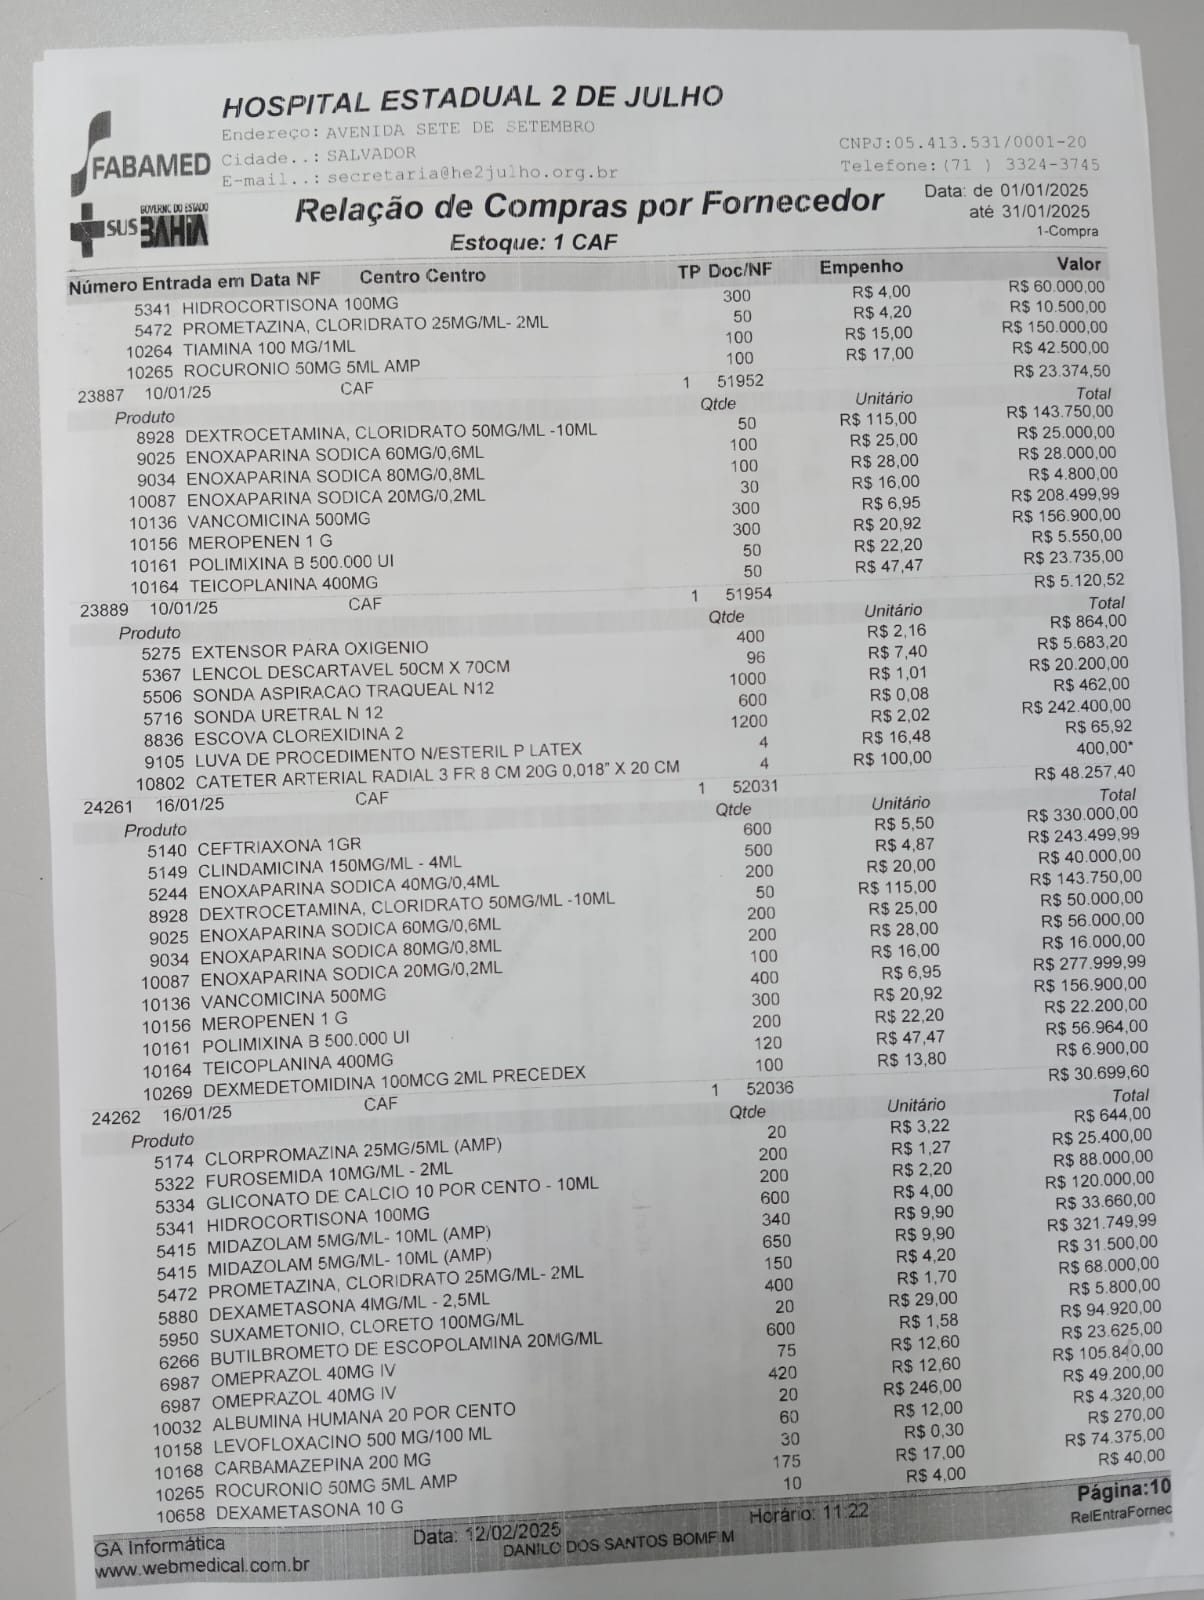 HOSPITAL ESTADUAL 2 DE JULHO
FABAMED
Endereço: AVENIDA SETE DE SETEMBRO
Cidade..: SALVADOR
E-mail..: secretaria@he2julho.org.br
CNPJ:05.413.531/0001-20
Telefone:(71 ) 3324-3745
SUS GOVERNO DO ESTADO BAHIA
Relação de Compras por Fornecedor
Data: de 01/01/2025
até 31/01/2025
Estoque: 1 CAF
1-Compra
Número Entrada em Data NF Centro Centro TP Doc/NF Empenho Valor
5341 HIDROCORTISONA 100MG 300 R$ 4,00 R$ 60.000,00
5472 PROMETAZINA, CLORIDRATO 25MG/ML- 2ML 50 R$ 4,20 R$ 10.500,00
10264 TIAMINA 100 MG/1ML 100 R$ 15,00 R$ 150.000,00
10265 ROCURONIO 50MG 5ML AMP 100 R$ 17,00 R$ 42.500,00
23887 10/01/25 CAF 1 51952 R$ 23.374,50
Produto Qtde Unitário Total
8928 DEXTROCETAMINA, CLORIDRATO 50MG/ML -10ML 50 R$ 115,00 R$ 143.750,00
9025 ENOXAPARINA SODICA 60MG/0,6ML 100 R$ 25,00 R$ 25.000,00
9034 ENOXAPARINA SODICA 80MG/0,8ML 100 R$ 28,00 R$ 28.000,00
10087 ENOXAPARINA SODICA 20MG/0,2ML 30 R$ 16,00 R$ 4.800,00
10136 VANCOMICINA 500MG 300 R$ 6,95 R$ 208.499,99
10156 MEROPENEN 1 G 300 R$ 20,92 R$ 156.900,00
10161 POLIMIXINA B 500.000 UI 50 R$ 22,20 R$ 5.550,00
10164 TEICOPLANINA 400MG 50 R$ 47,47 R$ 23.735,00
23889 10/01/25 CAF 1 51954 R$ 5.120,52
Produto Qtde Unitário Total
5275 EXTENSOR PARA OXIGENIO 400 R$ 2,16 R$ 864,00
5367 LENCOL DESCARTAVEL 50CM X 70CM 96 R$ 7,40 R$ 5.683,20
5506 SONDA ASPIRACAO TRAQUEAL N12 1000 R$ 1,01 R$ 20.200,00
5716 SONDA URETRAL N 12 600 R$ 0,08 R$ 462,00
8836 ESCOVA CLOREXIDINA 2 1200 R$ 2,02 R$ 242.400,00
9105 LUVA DE PROCEDIMENTO N/ESTERIL P LATEX 4 R$ 16,48 R$ 65,92
10802 CATETER ARTERIAL RADIAL 3 FR 8 CM 20G 0,018" X 20 CM 4 R$ 100,00 400,00*
24261 16/01/25 CAF 1 52031 R$ 48.257,40
Produto Qtde Unitário Total
5140 CEFTRIAXONA 1GR 600 R$ 5,50 R$ 330.000,00
5149 CLINDAMICINA 150MG/ML - 4ML 500 R$ 4,87 R$ 243.499,99
5244 ENOXAPARINA SODICA 40MG/0,4ML 200 R$ 20,00 R$ 40.000,00
8928 DEXTROCETAMINA, CLORIDRATO 50MG/ML -10ML 50 R$ 115,00 R$ 143.750,00
9025 ENOXAPARINA SODICA 60MG/0,6ML 200 R$ 25,00 R$ 50.000,00
9034 ENOXAPARINA SODICA 80MG/0,8ML 200 R$ 28,00 R$ 56.000,00
10087 ENOXAPARINA SODICA 20MG/0,2ML 100 R$ 16,00 R$ 16.000,00
10136 VANCOMICINA 500MG 400 R$ 6,95 R$ 277.999,99
10156 MEROPENEN 1 G 300 R$ 20,92 R$ 156.900,00
10161 POLIMIXINA B 500.000 UI 200 R$ 22,20 R$ 22.200,00
10164 TEICOPLANINA 400MG 120 R$ 47,47 R$ 56.964,00
10269 DEXMEDETOMIDINA 100MCG 2ML PRECEDEX 100 R$ 13,80 R$ 6.900,00
24262 16/01/25 CAF 1 52036 R$ 30.699,60
Produto Qtde Unitário Total
5174 CLORPROMAZINA 25MG/5ML (AMP) 20 R$ 3,22 R$ 644,00
5322 FUROSEMIDA 10MG/ML - 2ML 200 R$ 1,27 R$ 25.400,00
5334 GLICONATO DE CALCIO 10 POR CENTO - 10ML 200 R$ 2,20 R$ 88.000,00
5341 HIDROCORTISONA 100MG 600 R$ 4,00 R$ 120.000,00
5415 MIDAZOLAM 5MG/ML- 10ML (AMP) 340 R$ 9,90 R$ 33.660,00
5415 MIDAZOLAM 5MG/ML- 10ML (AMP) 650 R$ 9,90 R$ 321.749,99
5472 PROMETAZINA, CLORIDRATO 25MG/ML- 2ML 150 R$ 4,20 R$ 31.500,00
5880 DEXAMETASONA 4MG/ML - 2,5ML 400 R$ 1,70 R$ 68.000,00
5950 SUXAMETONIO, CLORETO 100MG/ML 20 R$ 29,00 R$ 5.800,00
6266 BUTILBROMETO DE ESCOPOLAMINA 20MG/ML 600 R$ 1,58 R$ 94.920,00
6987 OMEPRAZOL 40MG IV 75 R$ 12,60 R$ 23.625,00
6987 OMEPRAZOL 40MG IV 420 R$ 12,60 R$ 105.840,00
10032 ALBUMINA HUMANA 20 POR CENTO 20 R$ 246,00 R$ 49.200,00
10158 LEVOFLOXACINO 500 MG/100 ML 60 R$ 12,00 R$ 4.320,00
10168 CARBAMAZEPINA 200 MG 30 R$ 0,30 R$ 270,00
10265 ROCURONIO 50MG 5ML AMP 175 R$ 17,00 R$ 74.375,00
10658 DEXAMETASONA 10 G 10 R$ 4,00 R$ 40,00
GA Informática Data: 12/02/2025 Horário: 11:22 Página:10
www.webmedical.com.br DANILO DOS SANTOS BOMFIM RelEntraFornec